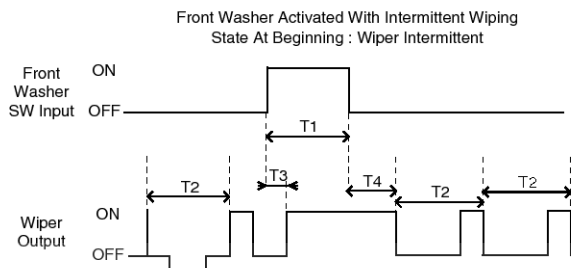 Front Washer Activated With Intermittent Wiping
State At Beginning : Wiper Intermittent
Front
Washer
SW Input
ON
OFF
T1
T2
T3
T4
T2
T2
Wiper
Output
ON
OFF